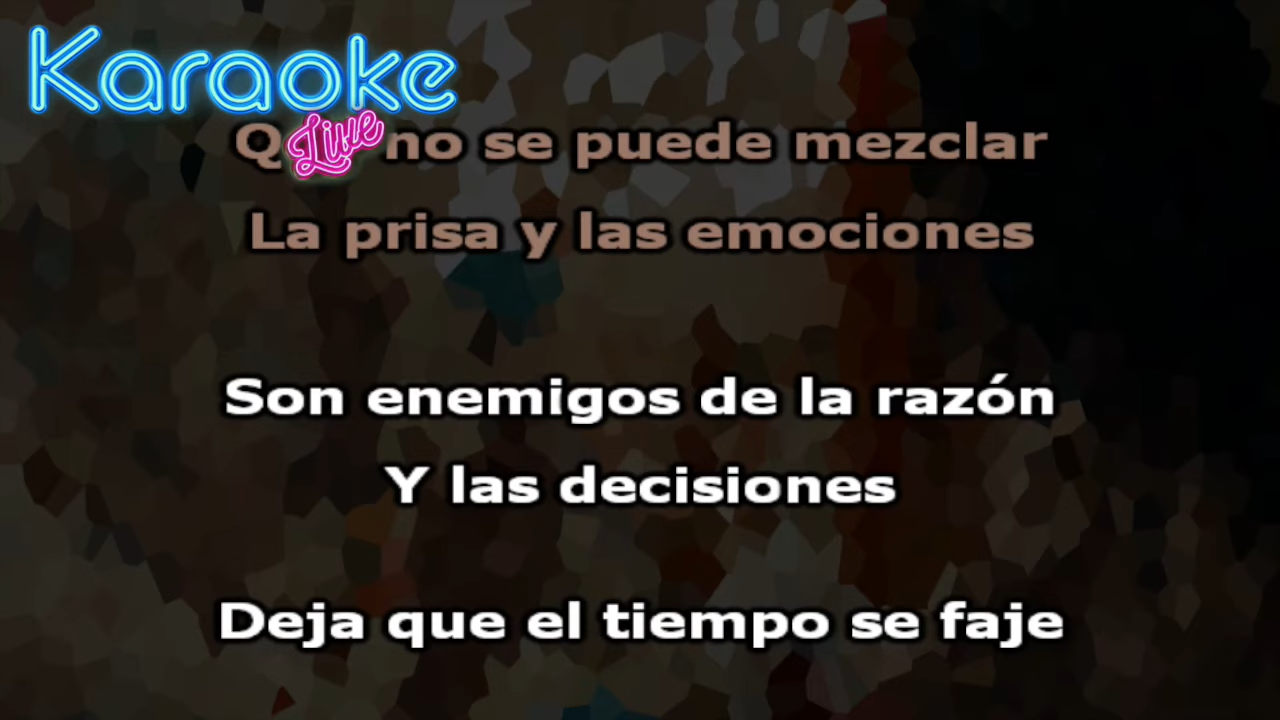 Karaoke
Live
Q no se puede mezclar
La prisa y las emociones
Son enemigos de la razón
Y las decisiones
Deja que el tiempo se faje